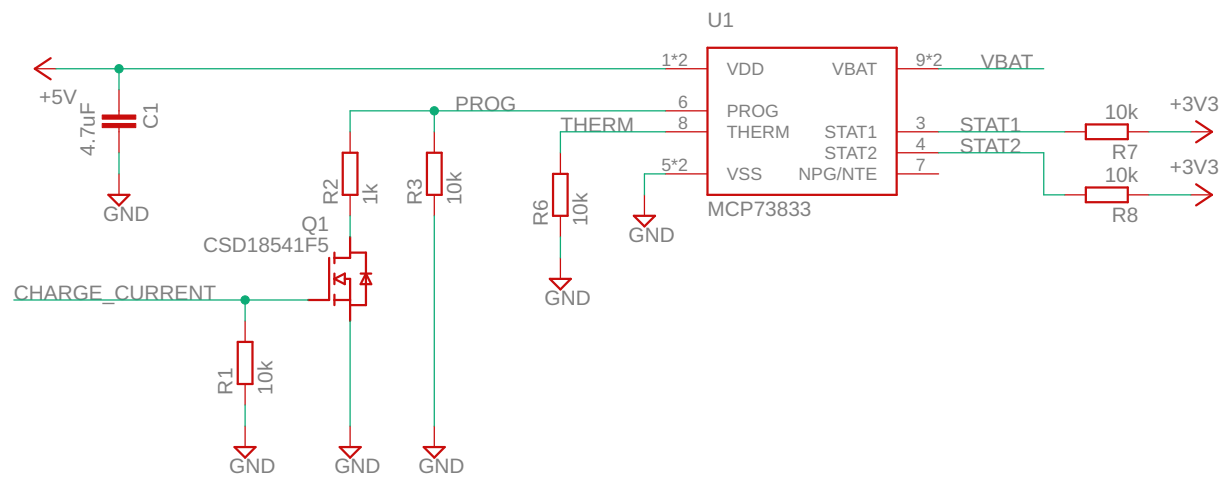 U1
1*2
VDD
VBAT
9*2
VBAT
+5V
4.7uF
C1
PROG
6
PROG
THERM
8
THERM
STAT1
3
STAT1
10k
+3V3
R7
STAT2
4
STAT2
5*2
VSS
NPG/NTE
7
10k
+3V3
R8
MCP73833
R2
1k
R3
10k
R6
10k
GND
GND
Q1
CSD18541F5
CHARGE_CURRENT
GND
R1
10k
GND
GND
GND